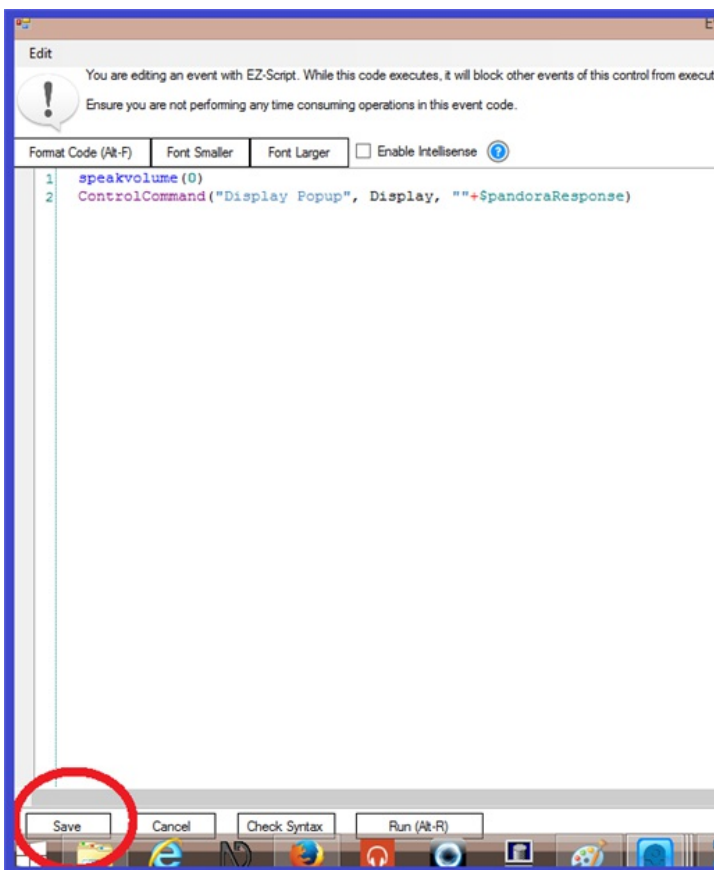 E
Edit
You are editing an event with EZ-Script. While this code executes, it will block other events of this control from execut
Ensure you are not performing any time consuming operations in this event code.
Format Code (Alt-F) Font Smaller Font Larger Enable Intellisense ?
1 speakvolume(0)
2 ControlCommand("Display Popup", Display, ""+$pandoraResponse)
Save Cancel Check Syntax Run (Alt-R)